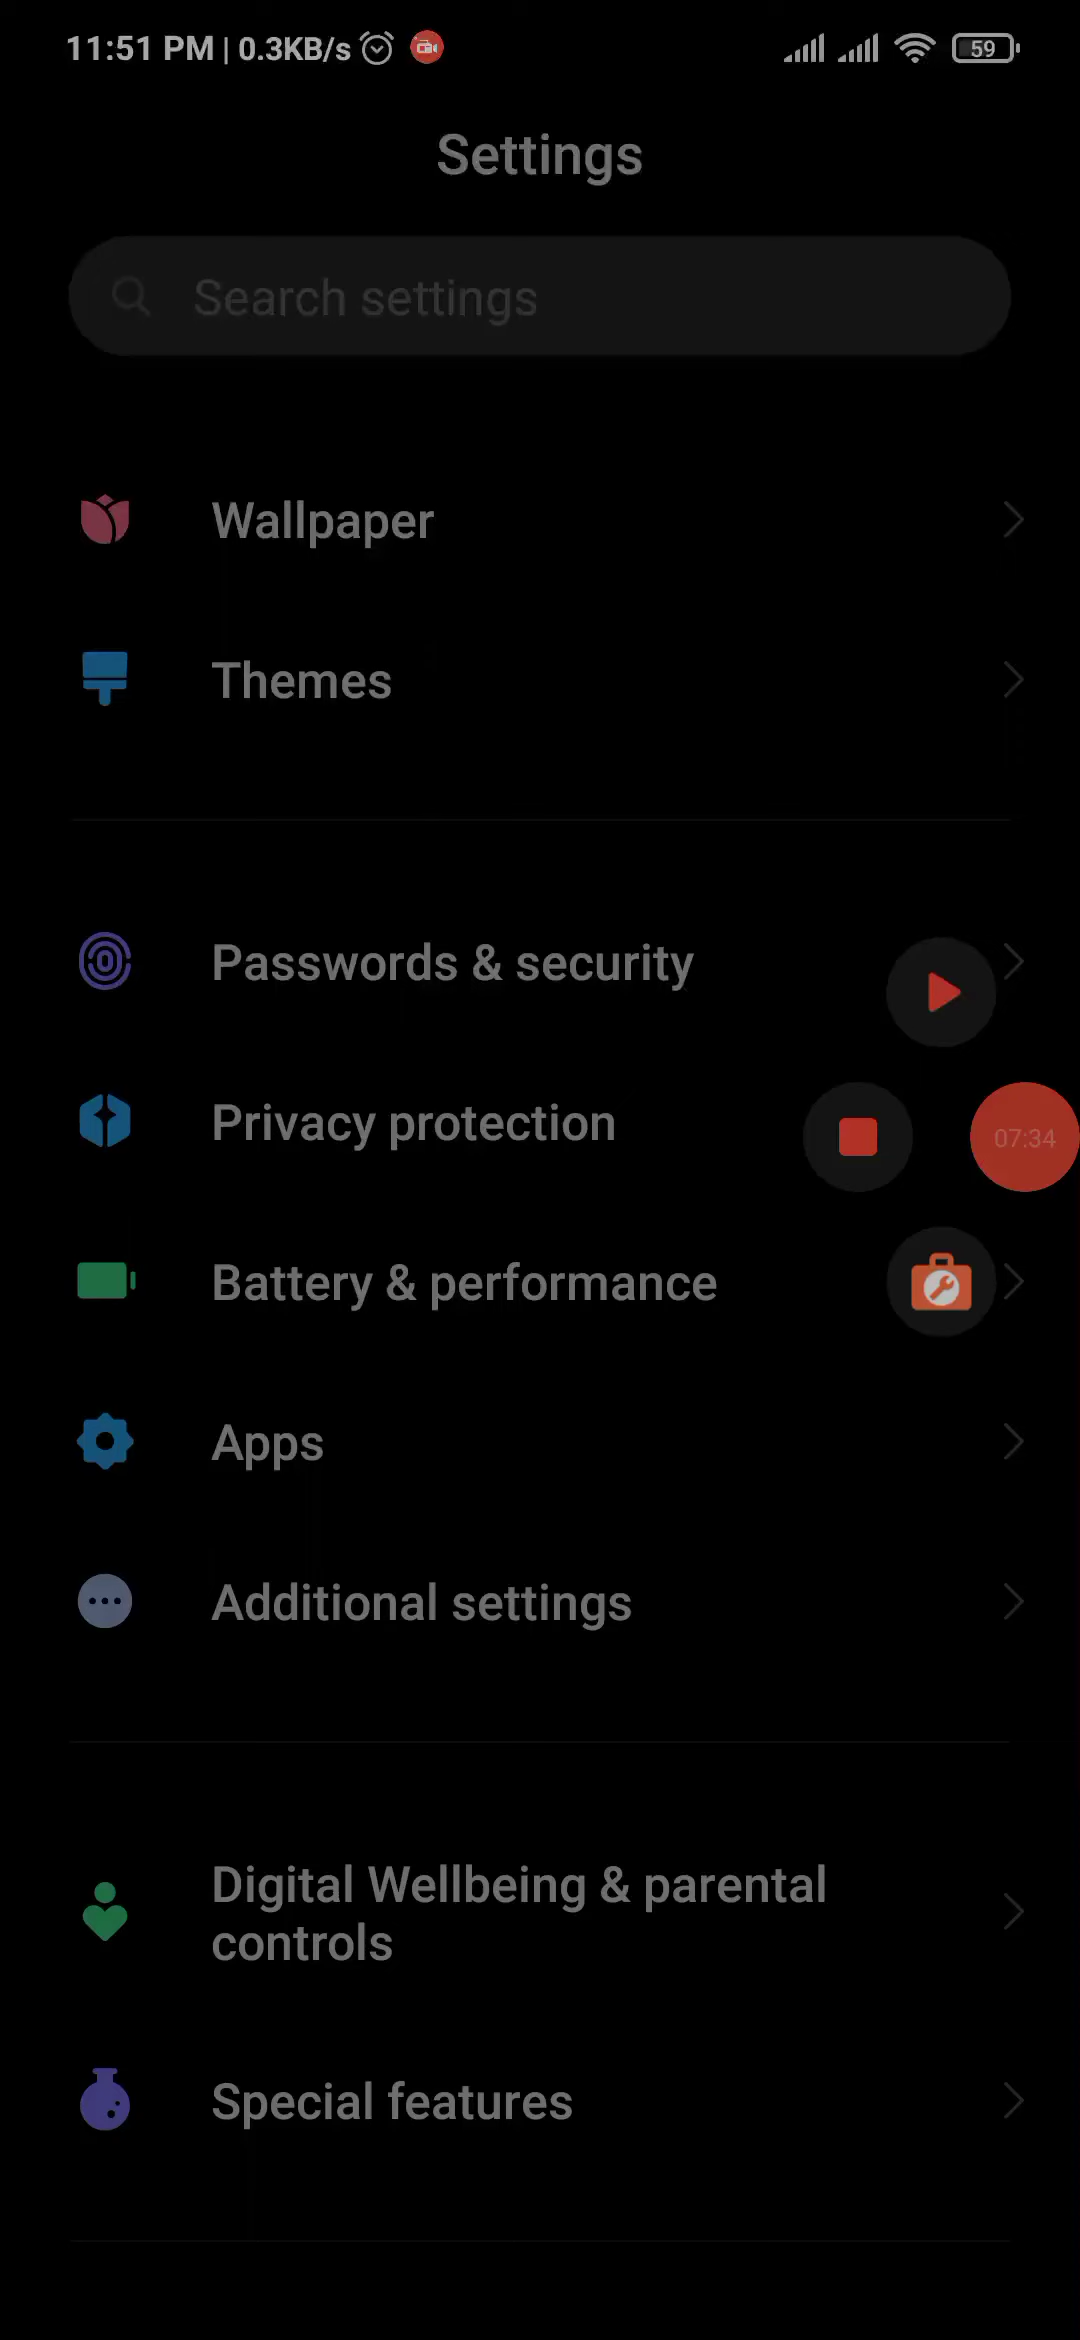 11:51 PM | 0.3KB/s
59
Settings
Search settings
Wallpaper
Themes
Passwords & security
Privacy protection
07:34
Battery & performance
Apps
Additional settings
Digital Wellbeing & parental
controls
Special features